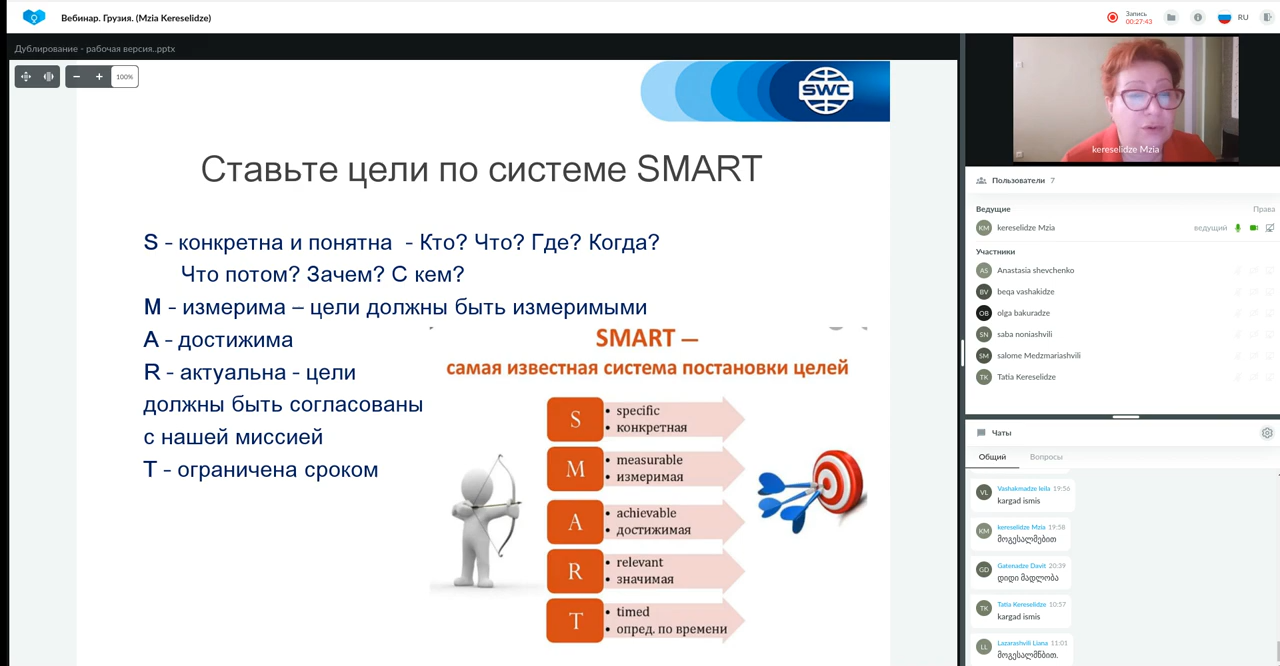 Вебинар. Грузия. (Mzia Kereselidze)
Запись
00:27:43
RU
Дублирование - рабочая версия..pptx
100%
SWC
Ставьте цели по системе SMART
S - конкретна и понятна - Кто? Что? Где? Когда?
Что потом? Зачем? С кем?
M - измерима – цели должны быть измеримыми
A - достижима
R - актуальна - цели
должны быть согласованы
с нашей миссией
T - ограничена сроком
SMART —
самая известная система постановки целей
S
• specific
• конкретная
M
• measurable
• измеримая
A
• achievable
• достижимая
R
• relevant
• значимая
T
• timed
• опред. по времени
kereselidze Mzia
Пользователи 7
Ведущие
Права
KM kereselidze Mzia ведущий
Участники
AS Anastasia shevchenko
BV beqa vashakidze
OB olga bakuradze
SN saba noniashvili
SM salome Medzmariashvili
TK Tatia Kereselidze
Чаты
Общий Вопросы
VL Vashakmadze leila 19:56
kargad ismis
KM kereselidze Mzia 19:58
მოგესალმებით
GD Gatenadze Davit 20:39
დიდი მადლობა
TK Tatia Kereselidze 10:57
kargad ismis
LL Lazarashvili Liana 11:01
მოგესალმნბით.